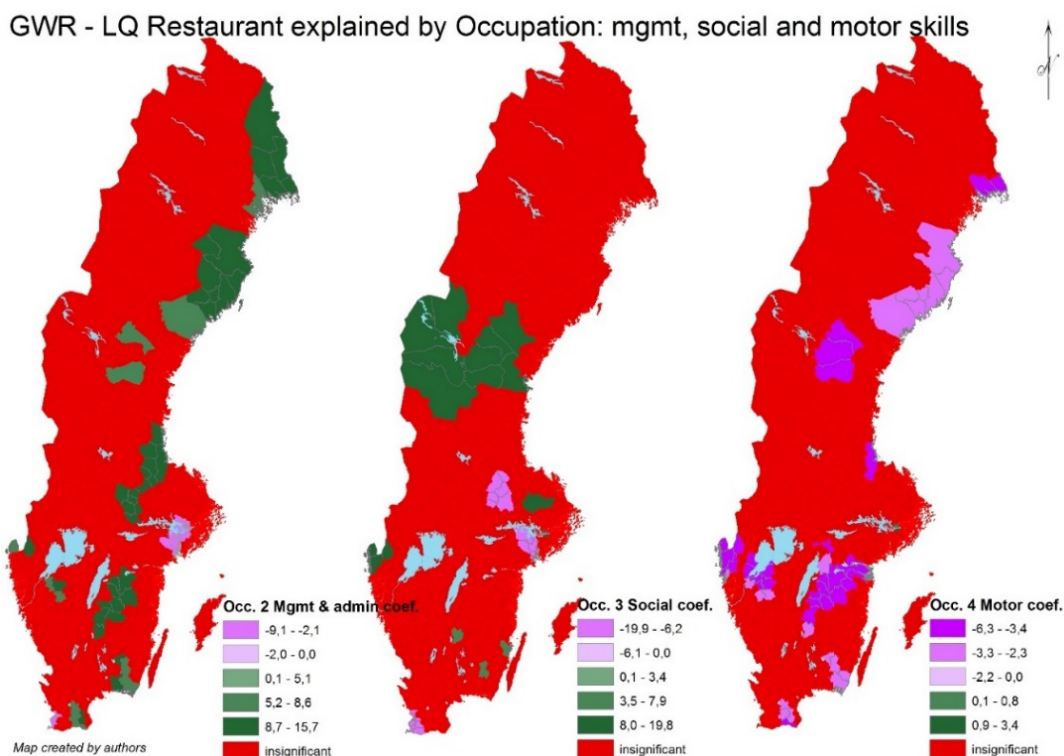 GWR - LQ Restaurant explained by Occupation: mgmt, social and motor skills
N
Occ. 2 Mgmt & admin coef.
-9,1 - -2,1
-2,0 - 0,0
0,1 - 5,1
5,2 - 8,6
8,7 - 15,7
insignificant
Occ. 3 Social coef.
-19,9 - -6,2
-6,1 - 0,0
0,1 - 3,4
3,5 - 7,9
8,0 - 19,8
insignificant
Occ. 4 Motor coef.
-6,3 - -3,4
-3,3 - -2,3
-2,2 - 0,0
0,1 - 0,8
0,9 - 3,4
insignificant
Map created by authors